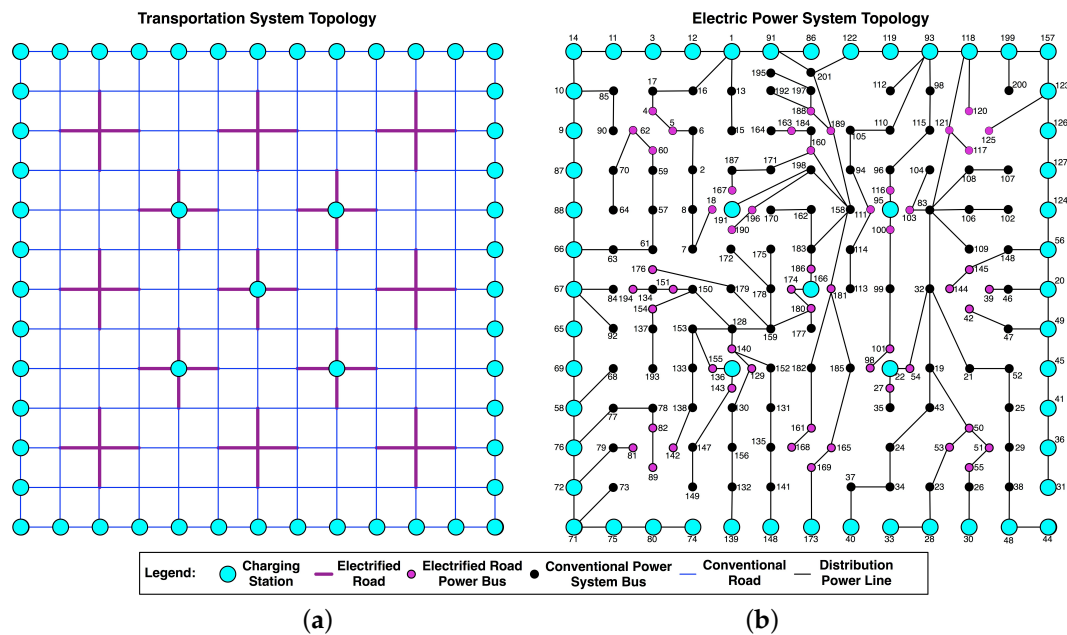 Transportation System Topology
Electric Power System Topology
14 11 3 12 1 91 86 122 119 93 118 199 157
195 201
17 112 200
10 85 16 13 192 197 98 123
4 188 120
90 62 5 6 15 164 163 184 189 105 110 115 121 125 126
9
60 160 117
87 70 59 2 187 171 198 94 96 104 108 107 127
167 116
88 64 57 8 18 191 196 170 162 158 111 95 103 83 106 102 124
190 100
66 63 61 7 172 175 183 114 109 148 56
176 186 145
67 84 194 134 151 150 179 178 174 166 181 113 99 32 144 39 46 20
154 180 42
65 92 137 153 128 159 177 47 49
140 101
69 68 193 133 155 136 129 152 182 185 98 22 54 19 21 52 45
143 27
58 77 78 138 130 131 35 43 25 41
82 161 50
76 79 81 142 147 156 135 168 165 24 53 51 29 36
89 169 55
72 73 149 132 141 37 34 23 26 38 31
71 75 80 74 139 148 173 40 33 28 30 48 44
Legend: Charging Station Electrified Road Electrified Road Power Bus Conventional Power System Bus Conventional Road Distribution Power Line
(a) (b)